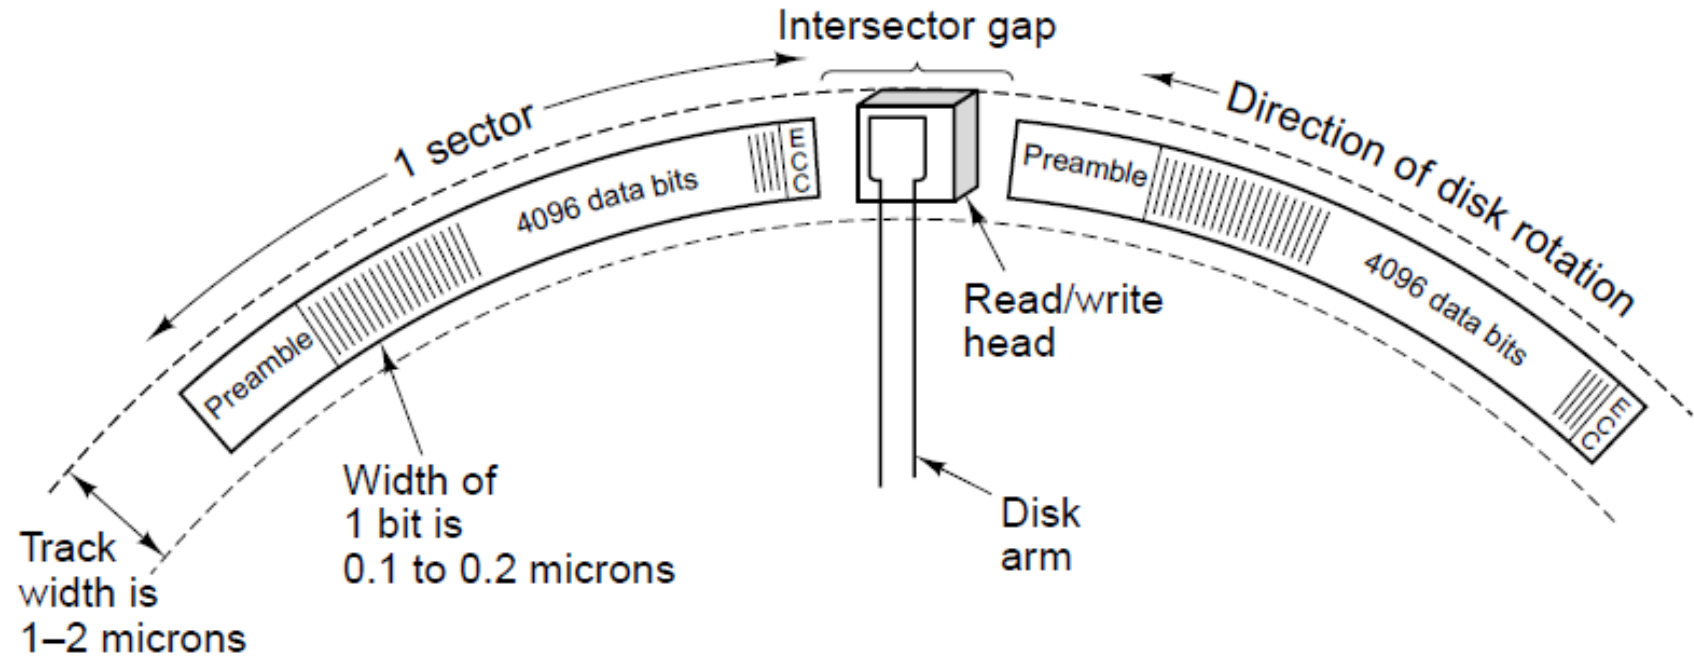 Intersector gap
1 sector
Direction of disk rotation
Preamble
4096 data bits
E
C
C
Preamble
4096 data bits
E
C
C
Read/write
head
Width of
1 bit is
0.1 to 0.2 microns
Disk
arm
Track
width is
1–2 microns